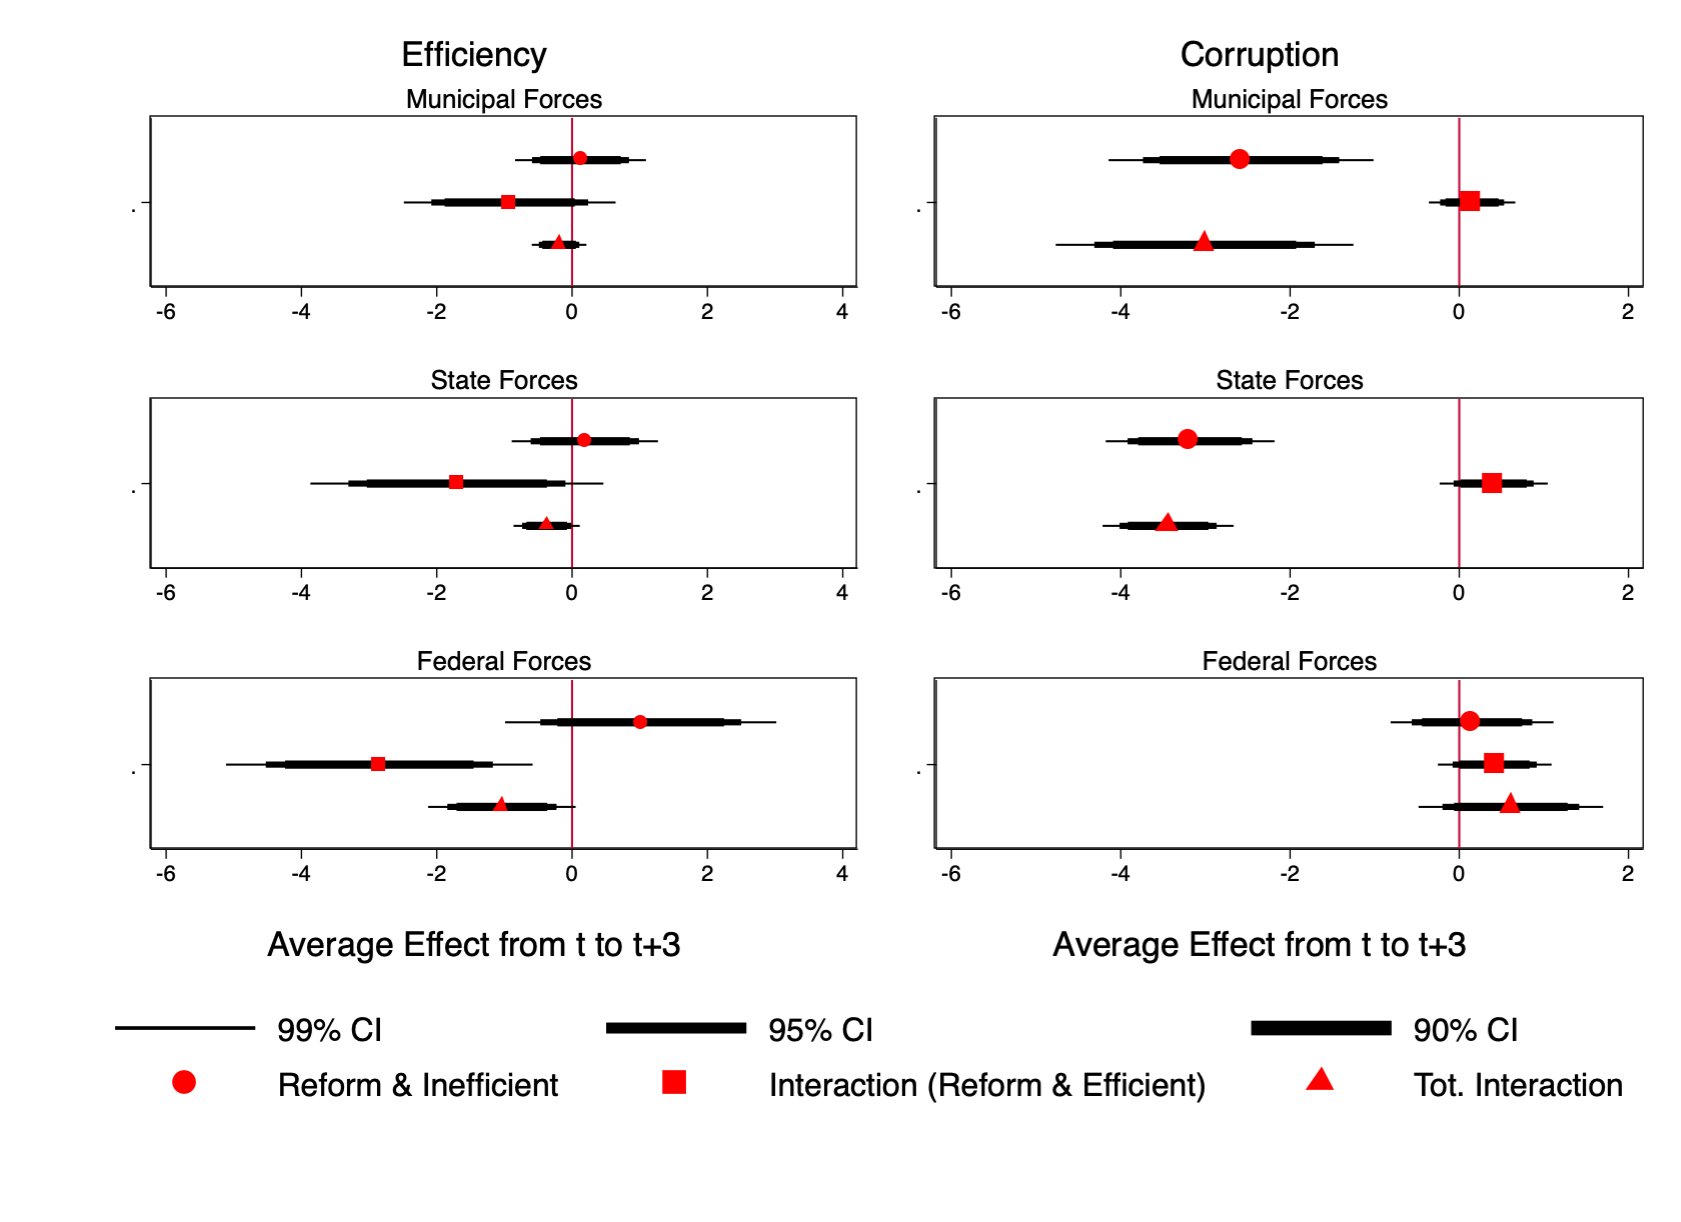 Efficiency
Corruption
Municipal Forces
Municipal Forces
.
.
-6 -4 -2 0 2 4
-6 -4 -2 0 2
State Forces
State Forces
.
.
-6 -4 -2 0 2 4
-6 -4 -2 0 2
Federal Forces
Federal Forces
.
.
-6 -4 -2 0 2 4
-6 -4 -2 0 2
Average Effect from t to t+3
Average Effect from t to t+3
99% CI 95% CI 90% CI
Reform & Inefficient Interaction (Reform & Efficient) Tot. Interaction